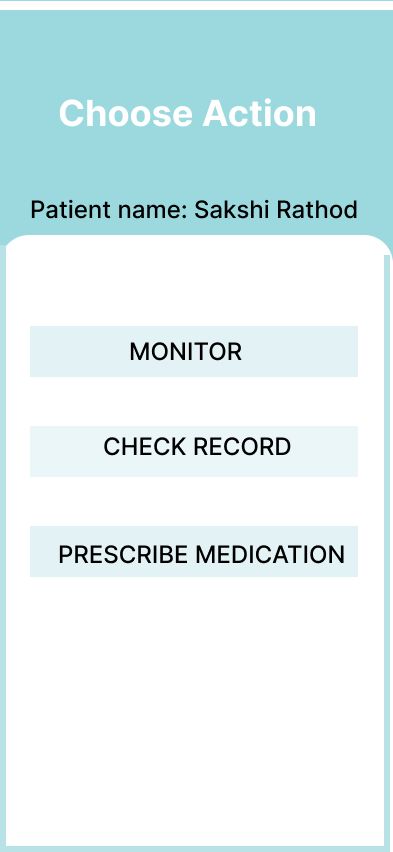 Choose Action
Patient name: Sakshi Rathod
MONITOR
CHECK RECORD
PRESCRIBE MEDICATION